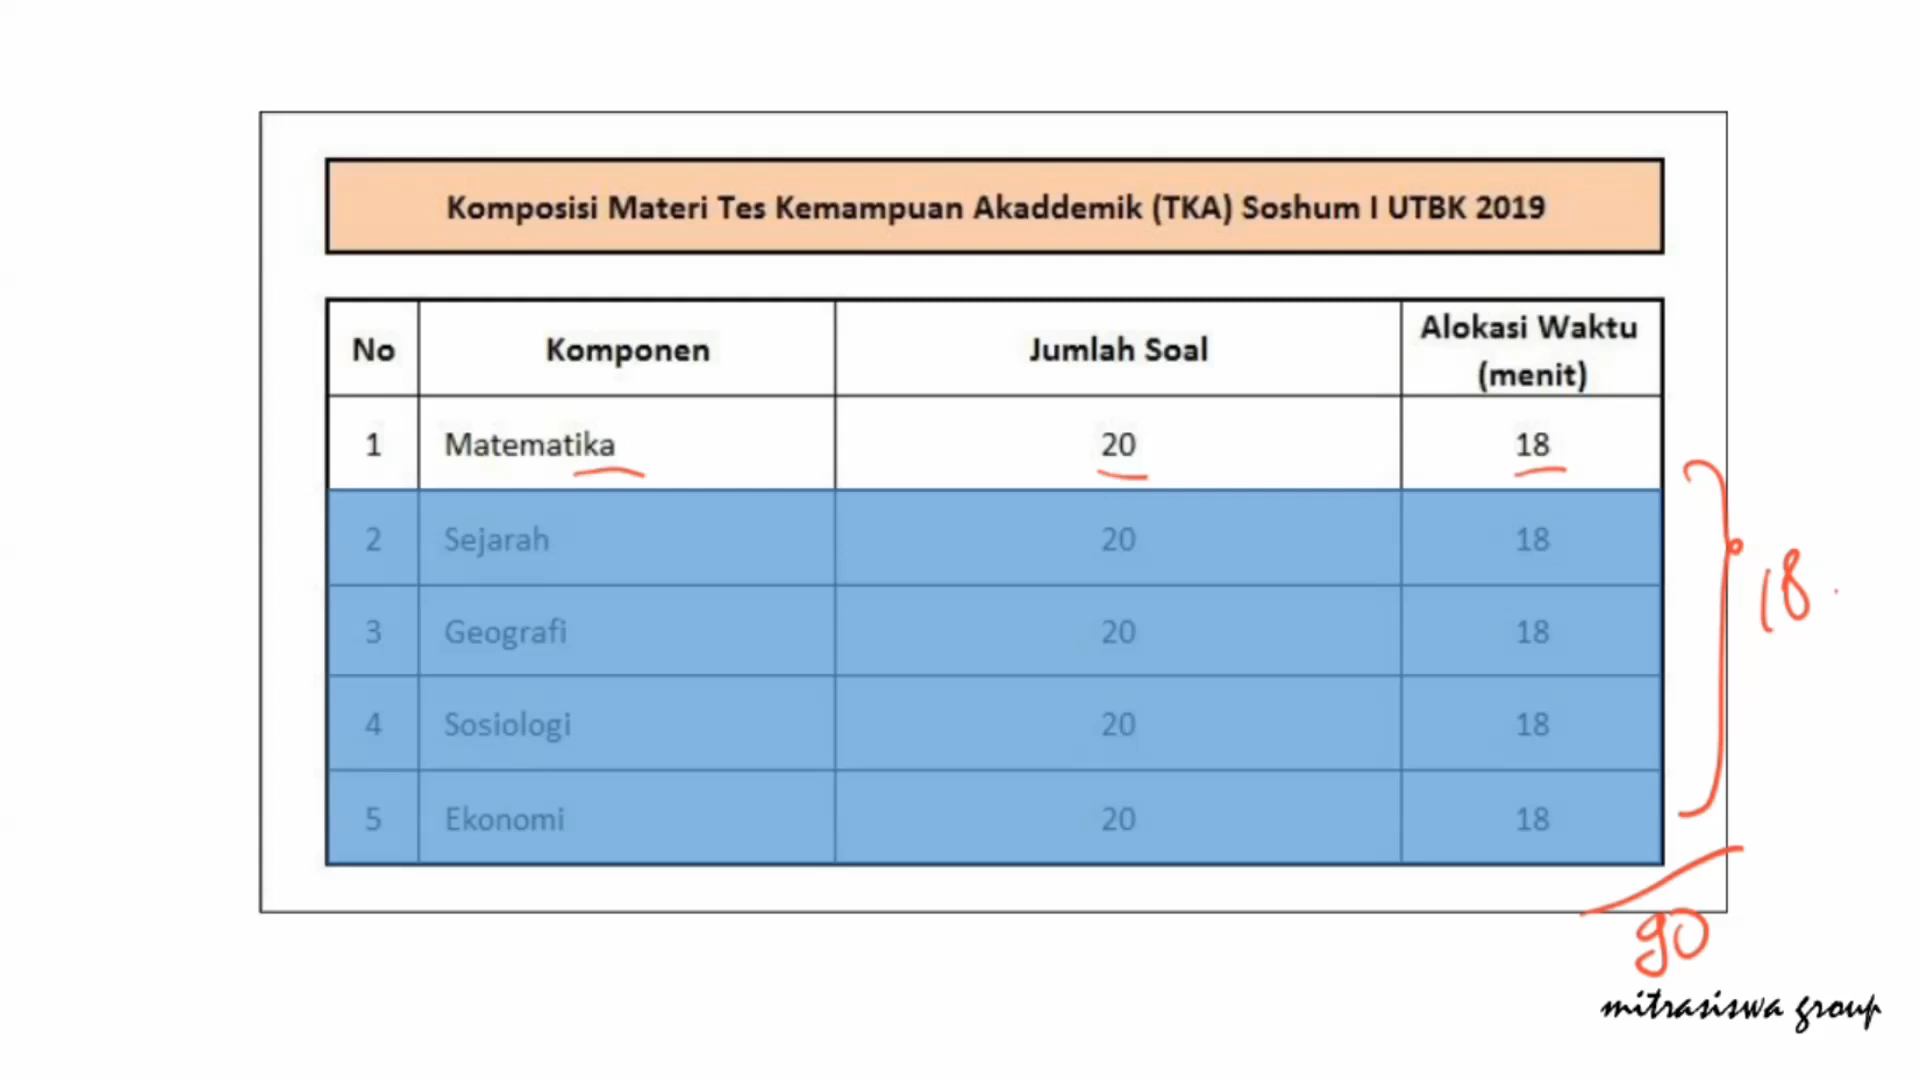 Komposisi Materi Tes Kemampuan Akaddemik (TKA) Soshum I UTBK 2019
No Komponen Jumlah Soal Alokasi Waktu (menit)
1 Matematika 20 18
2 Sejarah 20 18
3 Geografi 20 18
18
4 Sosiologi 20 18
5 Ekonomi 20 18
90
mitrasiswa group